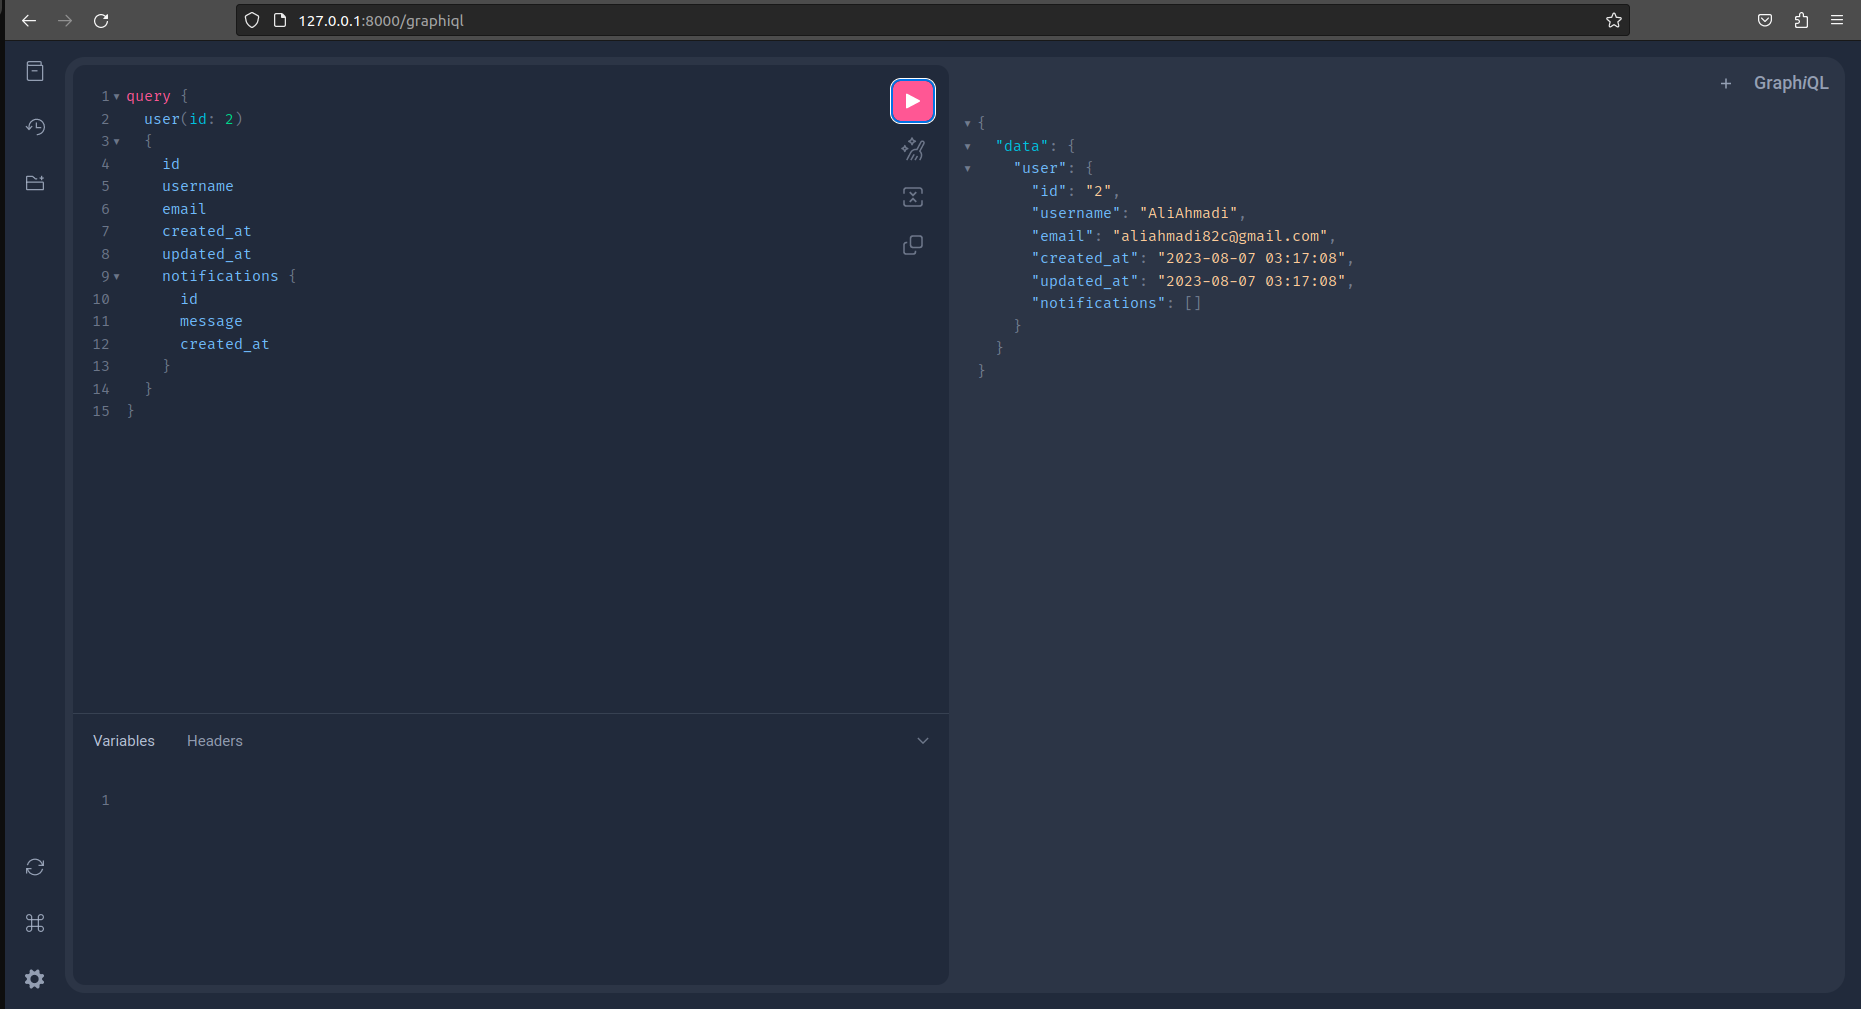 127.0.0.1:8000/graphiql
1 query {
2 user(id: 2)
3 {
4 id
5 username
6 email
7 created_at
8 updated_at
9 notifications {
10 id
11 message
12 created_at
13 }
14 }
15 }
Variables Headers
1
+ GraphiQL
{
"data": {
"user": {
"id": "2",
"username": "AliAhmadi",
"email": "aliahmadi82c@gmail.com",
"created_at": "2023-08-07 03:17:08",
"updated_at": "2023-08-07 03:17:08",
"notifications": []
}
}
}